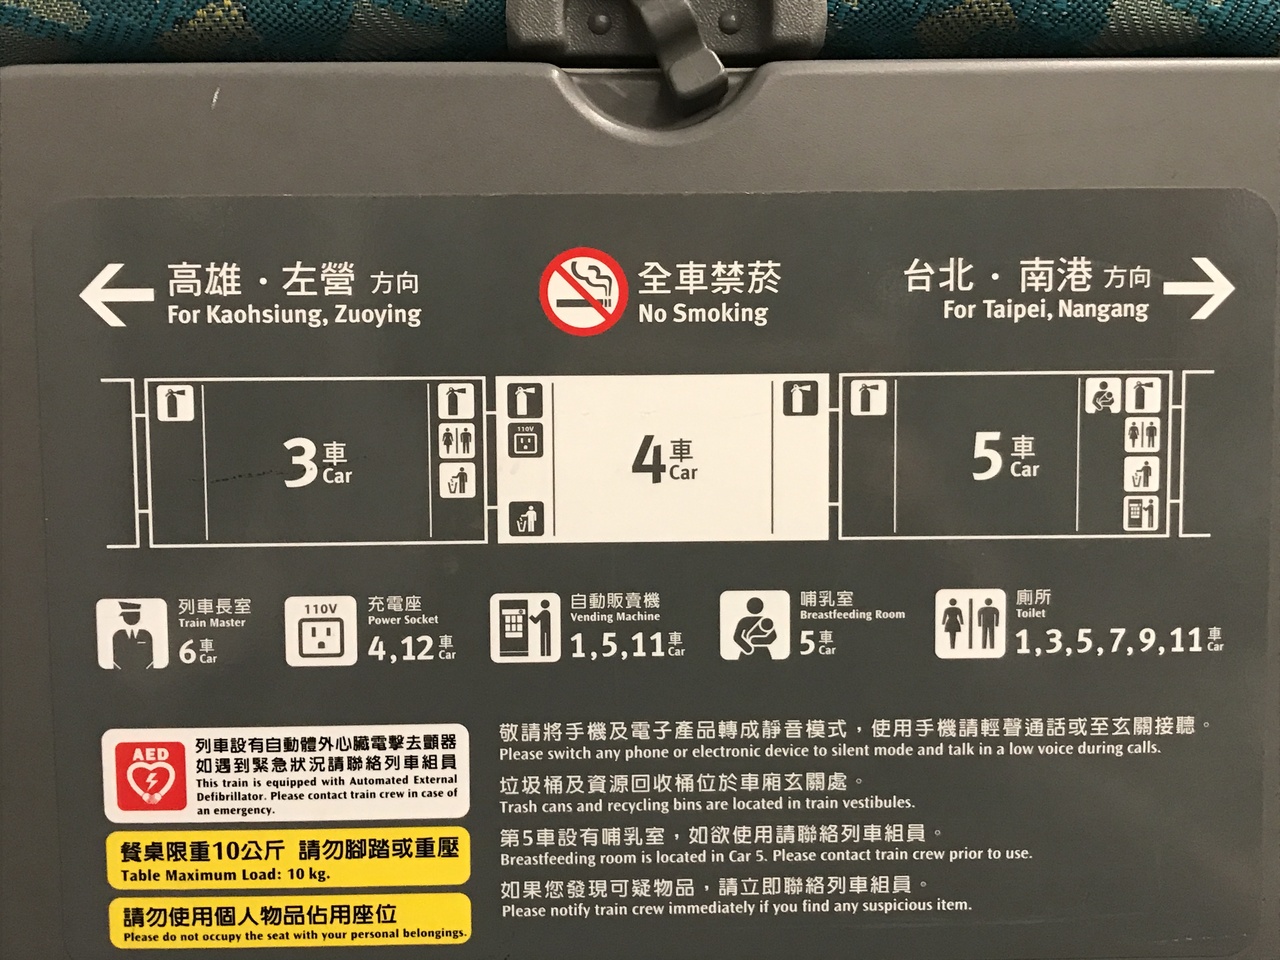 高雄・左營 方向
For Kaohsiung, Zuoying
全車禁菸
No Smoking
台北・南港 方向
For Taipei, Nangang
3車
Car
110V
4車
Car
5車
Car
列車長室
Train Master
6車
Car
110V
充電座
Power Socket
4,12車
Car
自動販賣機
Vending Machine
1,5,11車
Car
哺乳室
Breastfeeding Room
5車
Car
廁所
Toilet
1,3,5,7,9,11車
Car
AED
列車設有自動體外心臟電擊去顫器
如遇到緊急狀況請聯絡列車組員
This train is equipped with Automated External
Defibrillator. Please contact train crew in case of
an emergency.
餐桌限重10公斤 請勿腳踏或重壓
Table Maximum Load: 10 kg.
請勿使用個人物品佔用座位
Please do not occupy the seat with your personal belongings.
敬請將手機及電子產品轉成靜音模式，使用手機請輕聲通話或至玄關接聽。
Please switch any phone or electronic device to silent mode and talk in a low voice during calls.
垃圾桶及資源回收桶位於車廂玄關處。
Trash cans and recycling bins are located in train vestibules.
第5車設有哺乳室，如欲使用請聯絡列車組員。
Breastfeeding room is located in Car 5. Please contact train crew prior to use.
如果您發現可疑物品，請立即聯絡列車組員。
Please notify train crew immediately if you find any suspicious item.